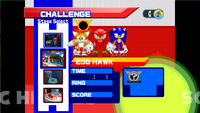 CHALLENGE
Stage Select
EGG HAWK
TIME : :
RING
SCORE